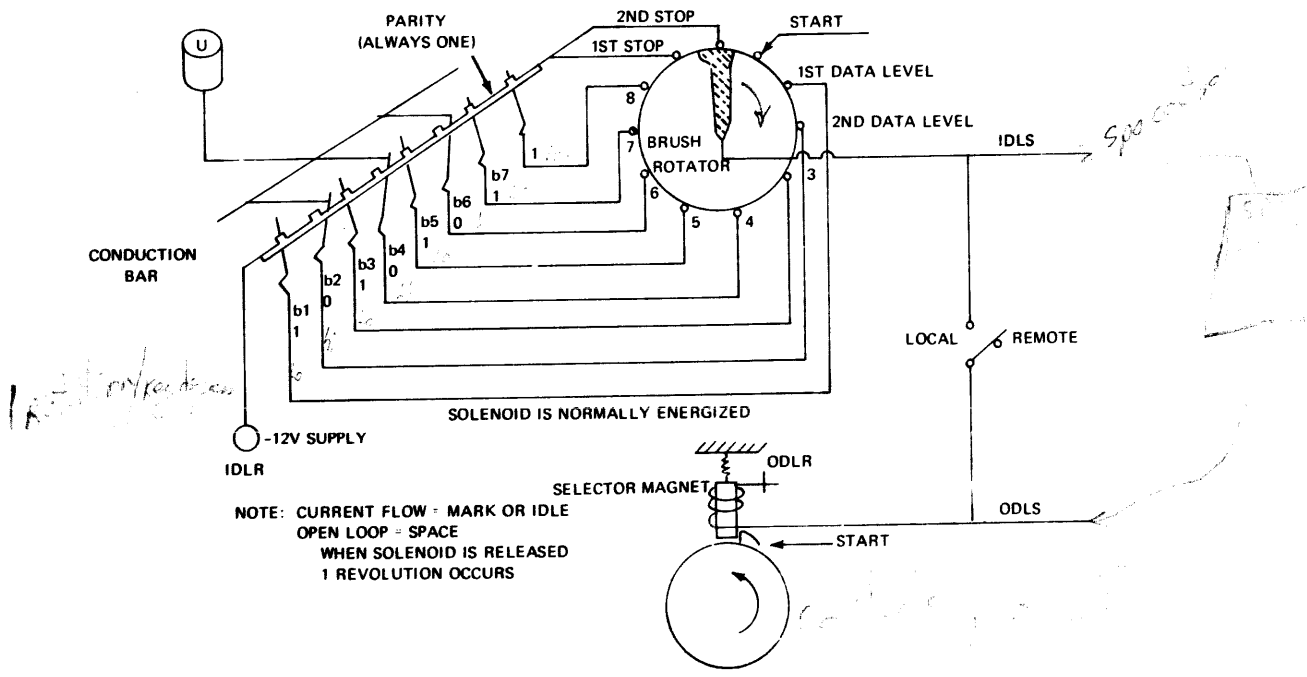 PARITY
(ALWAYS ONE)
2ND STOP
START
1ST STOP
U
1ST DATA LEVEL
8
2ND DATA LEVEL
7
BRUSH
ROTATOR
IDLS
1
b7
1
6
3
b6
0
5
4
b5
1
b4
0
CONDUCTION
BAR
b3
1
b2
0
b1
1
LOCAL
REMOTE
SOLENOID IS NORMALLY ENERGIZED
-12V SUPPLY
IDLR
ODLR
SELECTOR MAGNET
NOTE: CURRENT FLOW = MARK OR IDLE
OPEN LOOP = SPACE
WHEN SOLENOID IS RELEASED
1 REVOLUTION OCCURS
ODLS
START